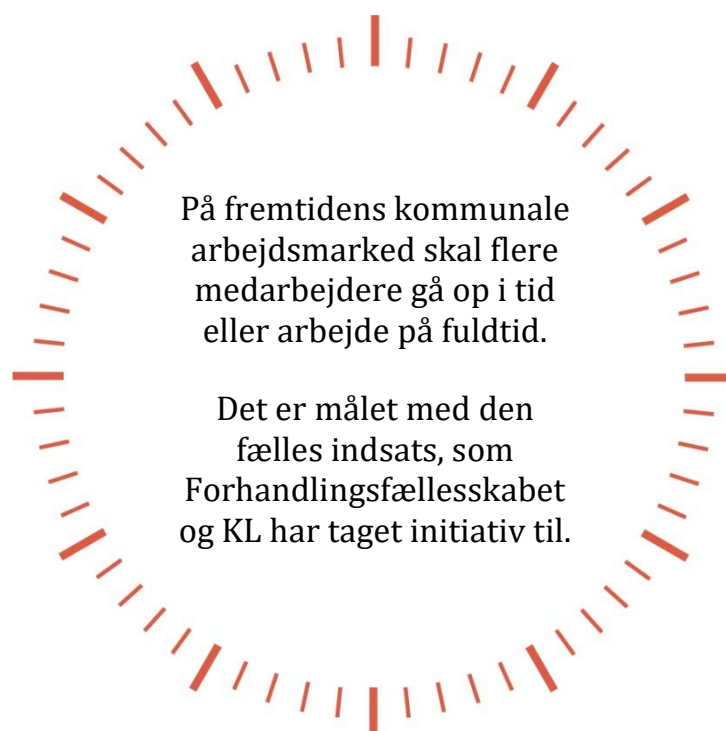 På fremtidens kommunale
arbejdsmarked skal flere
medarbejdere gå op i tid
eller arbejde på fuldtid.
Det er målet med den
fælles indsats, som
Forhandlingsfællesskabet
og KL har taget initiativ til.